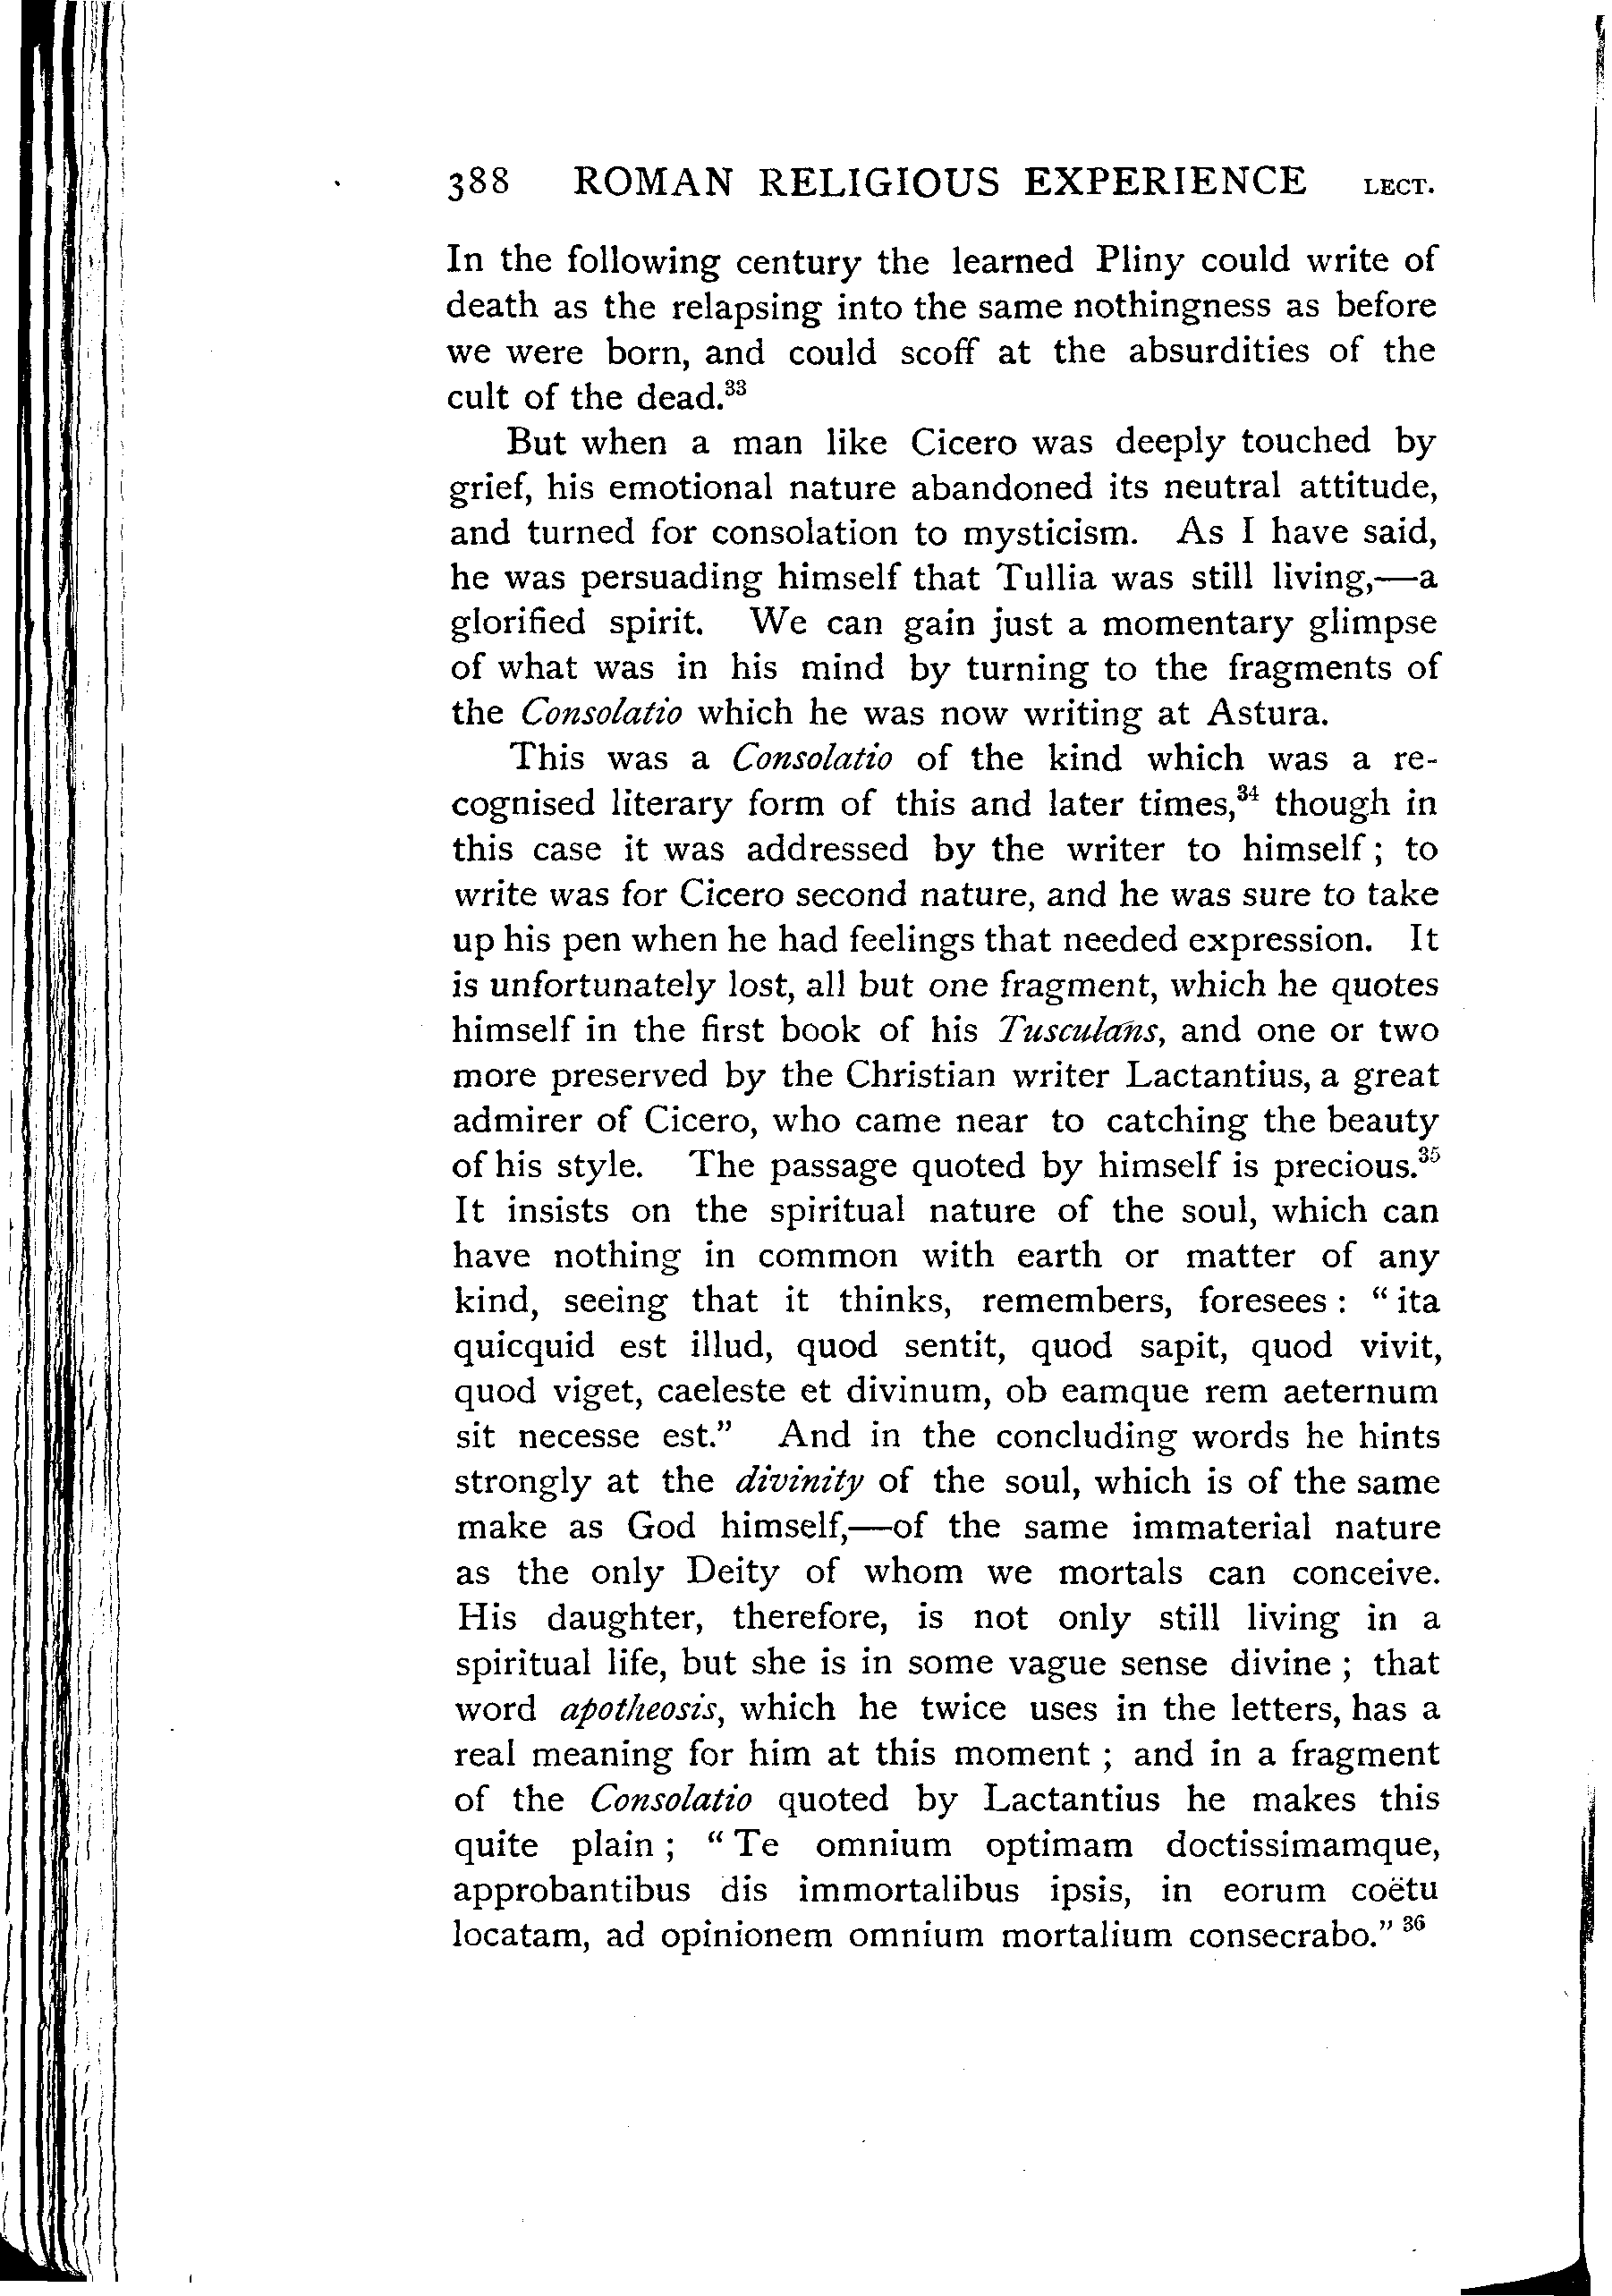 388 ROMAN RELIGIOUS EXPERIENCE LECT.
In the following century the learned Pliny could write of
death as the relapsing into the same nothingness as before
we were born, and could scoff at the absurdities of the
cult of the dead.³³
But when a man like Cicero was deeply touched by
grief, his emotional nature abandoned its neutral attitude,
and turned for consolation to mysticism. As I have said,
he was persuading himself that Tullia was still living,—a
glorified spirit. We can gain just a momentary glimpse
of what was in his mind by turning to the fragments of
the Consolatio which he was now writing at Astura.
This was a Consolatio of the kind which was a re-
cognised literary form of this and later times,³⁴ though in
this case it was addressed by the writer to himself; to
write was for Cicero second nature, and he was sure to take
up his pen when he had feelings that needed expression. It
is unfortunately lost, all but one fragment, which he quotes
himself in the first book of his Tusculans, and one or two
more preserved by the Christian writer Lactantius, a great
admirer of Cicero, who came near to catching the beauty
of his style. The passage quoted by himself is precious.³⁵
It insists on the spiritual nature of the soul, which can
have nothing in common with earth or matter of any
kind, seeing that it thinks, remembers, foresees: "ita
quicquid est illud, quod sentit, quod sapit, quod vivit,
quod viget, caeleste et divinum, ob eamque rem aeternum
sit necesse est." And in the concluding words he hints
strongly at the divinity of the soul, which is of the same
make as God himself,—of the same immaterial nature
as the only Deity of whom we mortals can conceive.
His daughter, therefore, is not only still living in a
spiritual life, but she is in some vague sense divine; that
word apotheosis, which he twice uses in the letters, has a
real meaning for him at this moment; and in a fragment
of the Consolatio quoted by Lactantius he makes this
quite plain; "Te omnium optimam doctissimamque,
approbantibus dis immortalibus ipsis, in eorum coëtu
locatam, ad opinionem omnium mortalium consecrabo." ³⁶